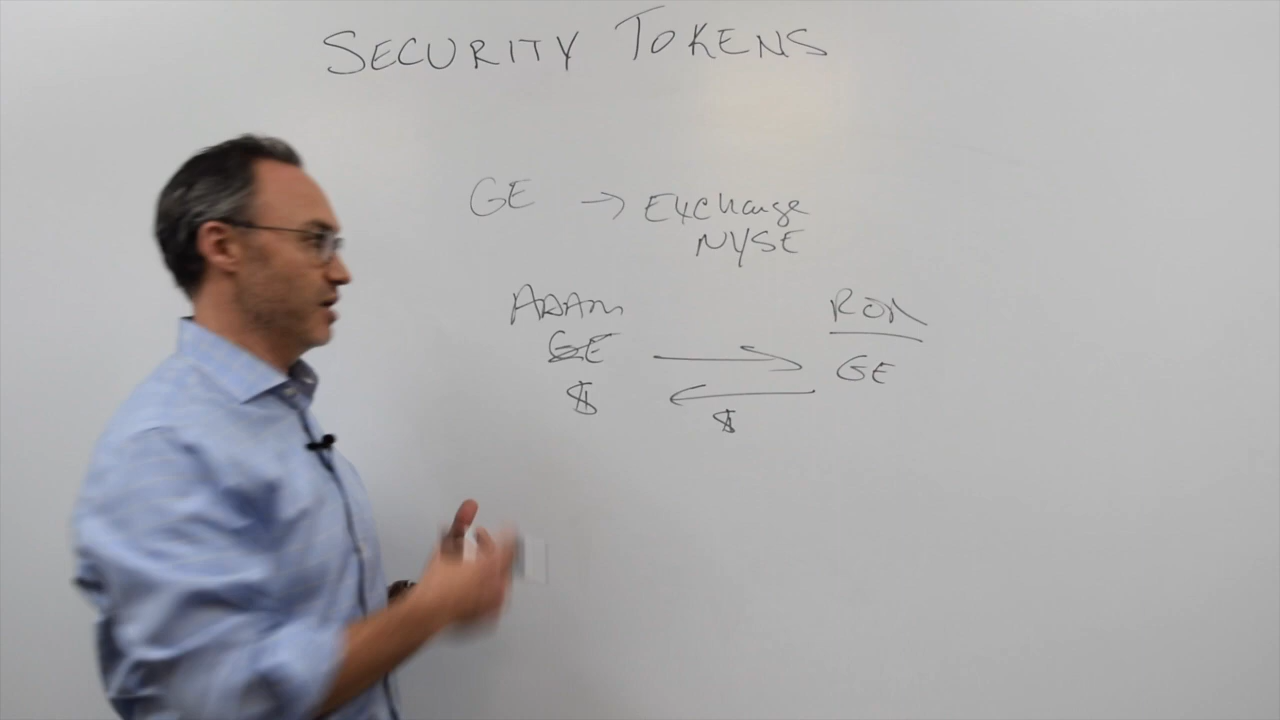 SECURITY TOKENS
GE → Exchange
NYSE
ADAM
RON
GE → GE
$ ← $